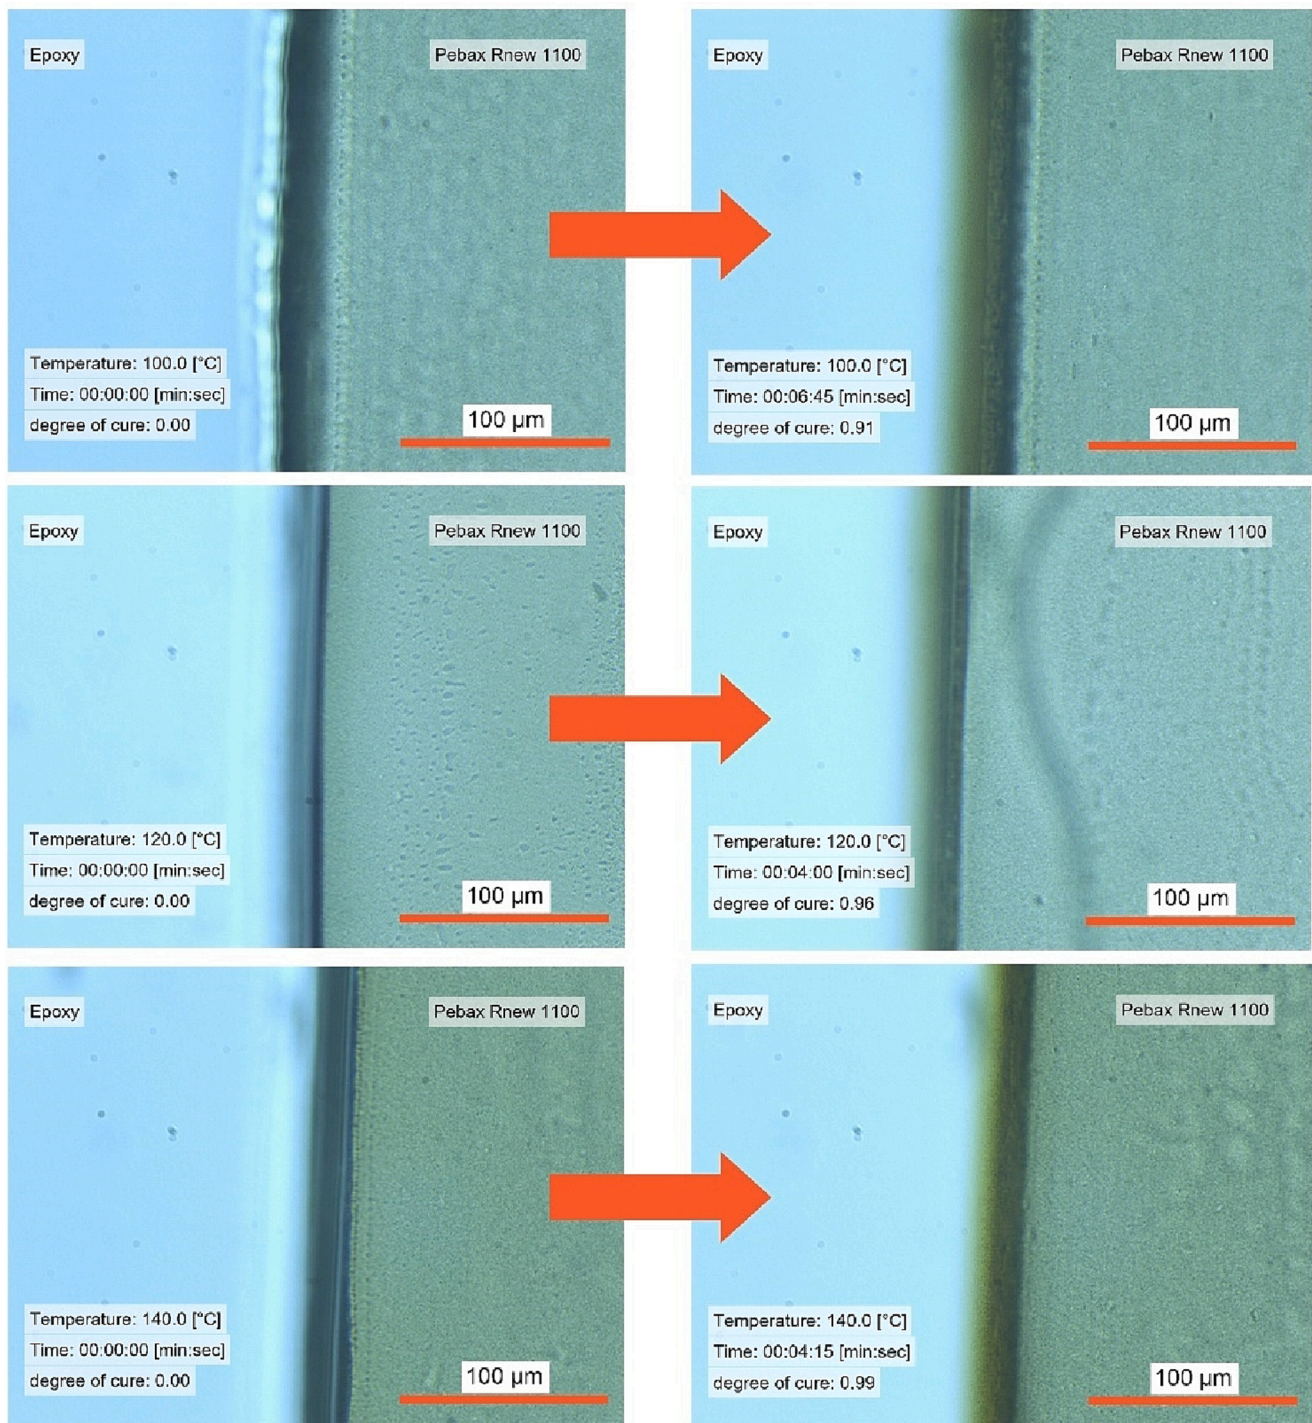 Epoxy
Pebax Rnew 1100
Temperature: 100.0 [°C]
Time: 00:00:00 [min:sec]
degree of cure: 0.00
100 µm
Epoxy
Pebax Rnew 1100
Temperature: 100.0 [°C]
Time: 00:06:45 [min:sec]
degree of cure: 0.91
100 µm
Epoxy
Pebax Rnew 1100
Temperature: 120.0 [°C]
Time: 00:00:00 [min:sec]
degree of cure: 0.00
100 µm
Epoxy
Pebax Rnew 1100
Temperature: 120.0 [°C]
Time: 00:04:00 [min:sec]
degree of cure: 0.96
100 µm
Epoxy
Pebax Rnew 1100
Temperature: 140.0 [°C]
Time: 00:00:00 [min:sec]
degree of cure: 0.00
100 µm
Epoxy
Pebax Rnew 1100
Temperature: 140.0 [°C]
Time: 00:04:15 [min:sec]
degree of cure: 0.99
100 µm